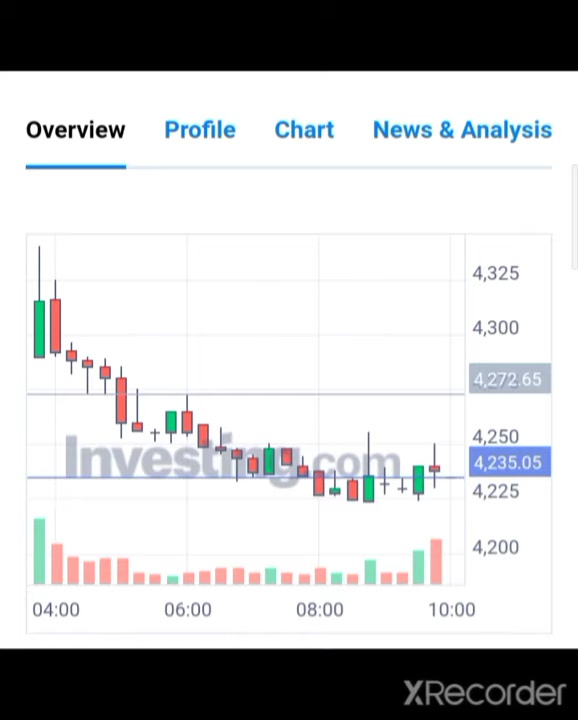 Overview Profile Chart News & Analysis
4,325
4,300
4,272.65
4,250
4,235.05
4,225
4,200
Investing.com
04:00 06:00 08:00 10:00
XRecorder